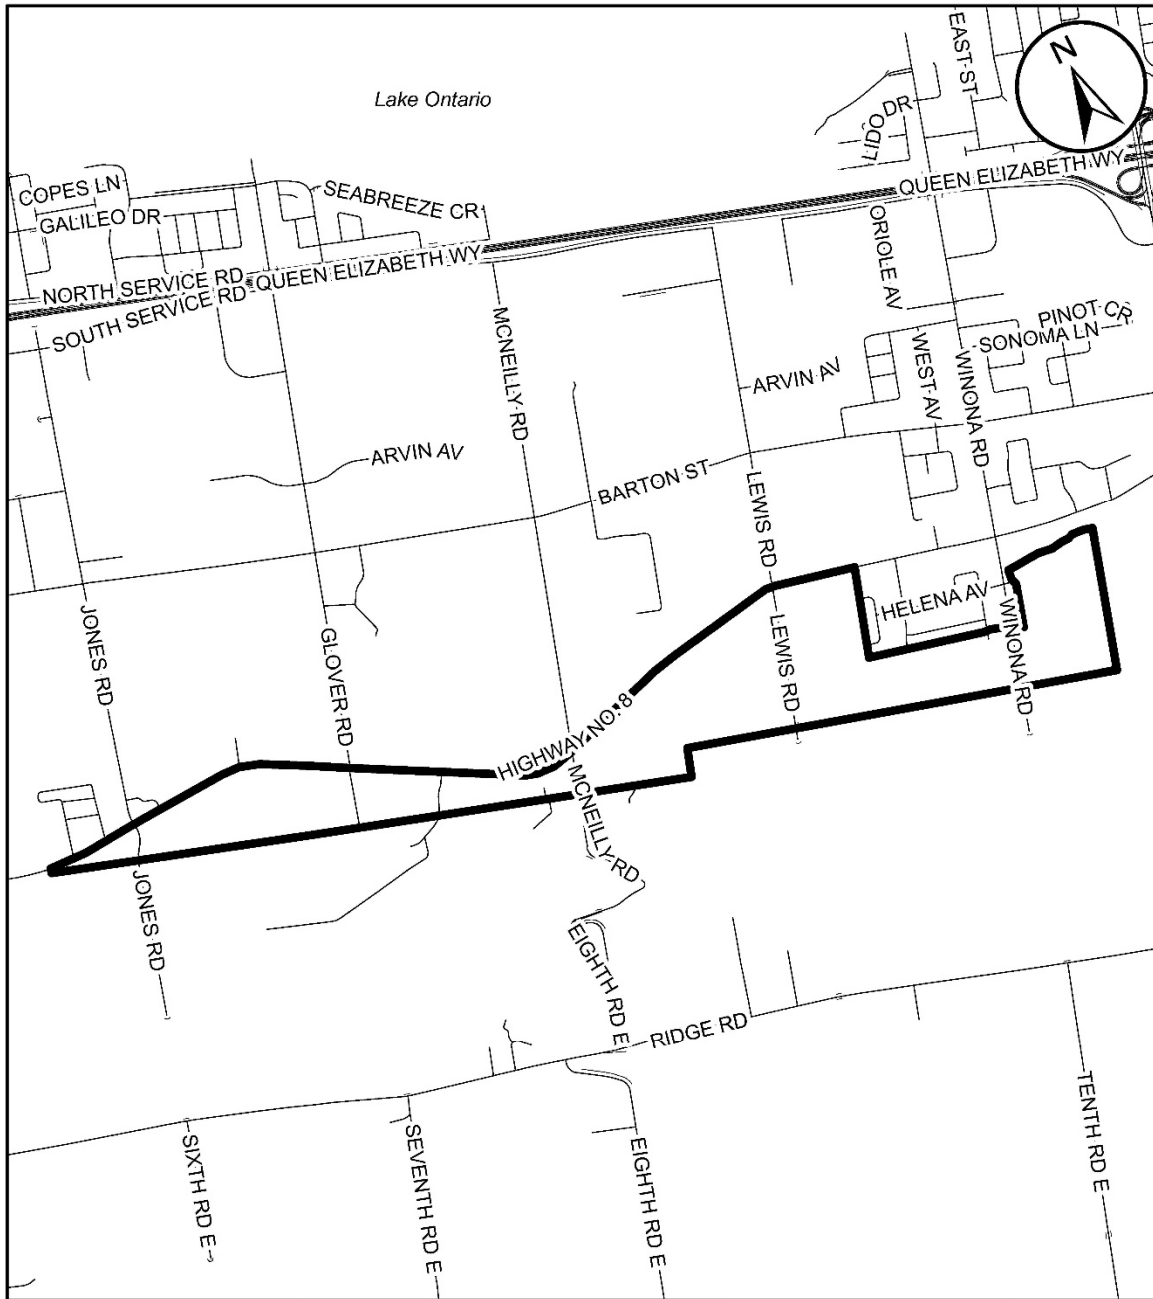 EAST ST
N
Lake Ontario
LIDO DR
QUEEN ELIZABETH WY
COPES LN
SEABREEZE CR
GALILEO DR
ORIOLE AV
NORTH SERVICE RD
QUEEN ELIZABETH WY
SOUTH SERVICE RD
MCNEILLY RD
PINOT CR
SONOMA LN
WEST AV
WINONA RD
ARVIN AV
ARVIN AV
BARTON ST
LEWIS RD
JONES RD
GLOVER RD
HELENA AV
LEWIS RD
WINONA RD
HIGHWAY NO. 8
MCNEILLY RD
JONES RD
EIGHTH RD E
RIDGE RD
TENTH RD E
SIXTH RD E
SEVENTH RD E
EIGHTH RD E